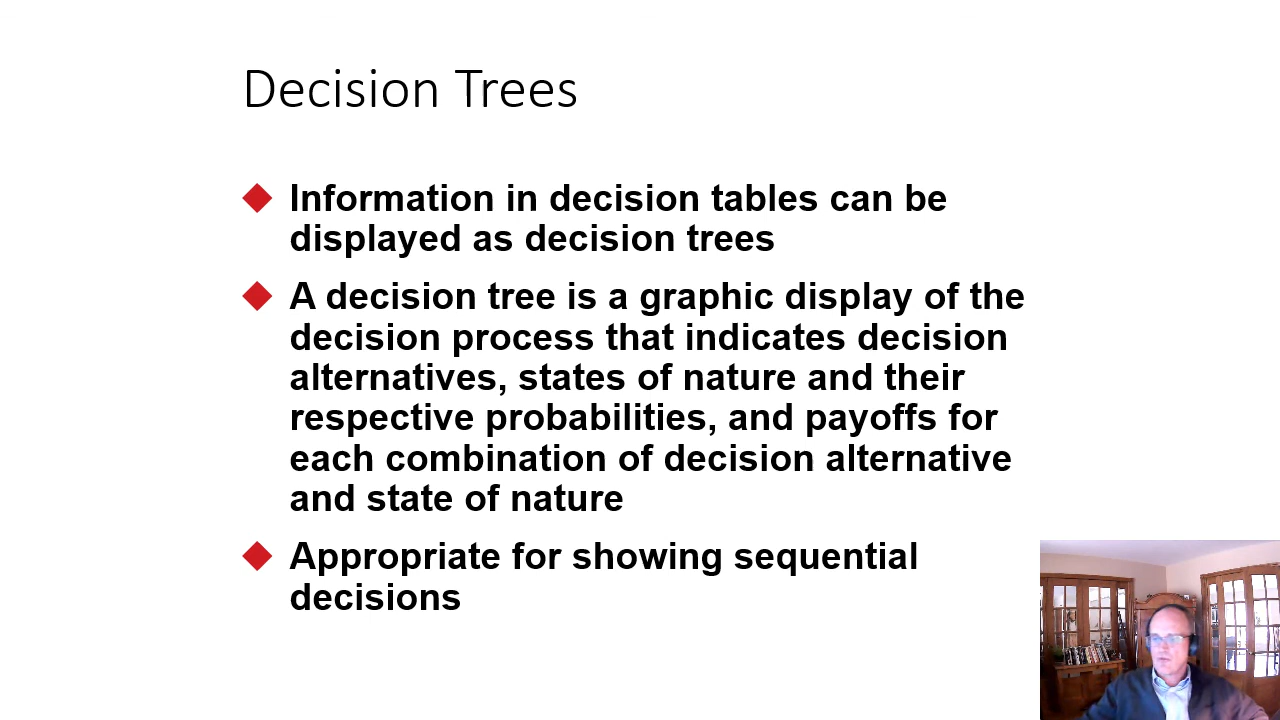 Decision Trees
Information in decision tables can be
displayed as decision trees
A decision tree is a graphic display of the
decision process that indicates decision
alternatives, states of nature and their
respective probabilities, and payoffs for
each combination of decision alternative
and state of nature
Appropriate for showing sequential
decisions